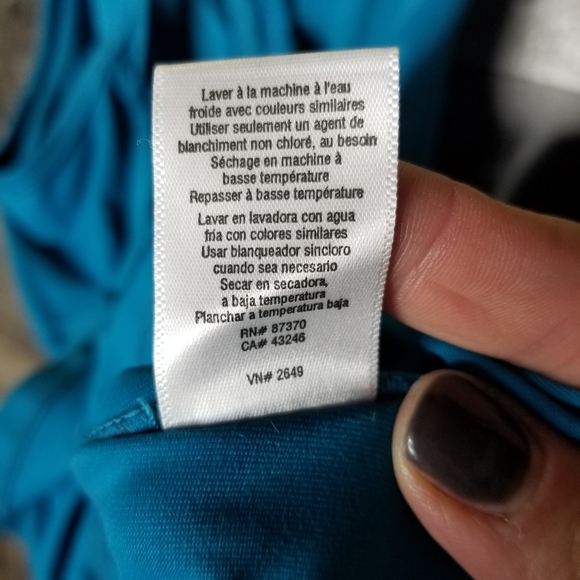 Laver à la machine à l'eau
froide avec couleurs similaires
Utiliser seulement un agent de
blanchiment non chloré, au besoin
Séchage en machine à
basse température
Repasser à basse température
Lavar en lavadora con agua
fría con colores similares
Usar blanqueador sincloro
cuando sea necesario
Secar en secadora,
a baja temperatura
Planchar a temperatura baja
RN# 87370
CA# 43246
VN# 2649